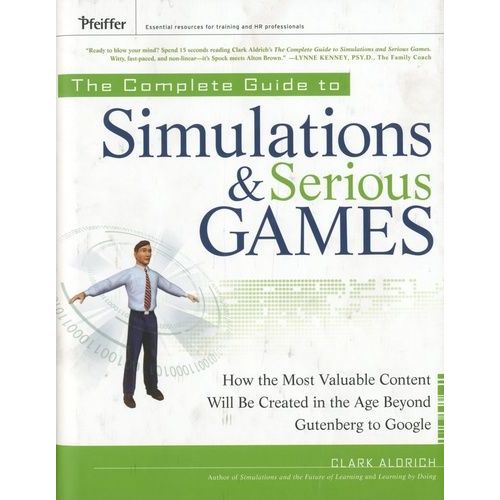 Pfeiffer
Essential resources for training and HR professionals
"Ready to blow your mind? Spend 15 seconds reading Clark Aldrich's The Complete Guide to Simulations and Serious Games.
Witty, fast-paced, and non-linear—it's Spock meets Alton Brown." —LYNNE KENNEY, PSY.D., The Family Coach
The Complete Guide to
Simulations
& Serious
GAMES
How the Most Valuable Content
Will Be Created in the Age Beyond
Gutenberg to Google
CLARK ALDRICH
Author of Simulations and the Future of Learning and Learning by Doing